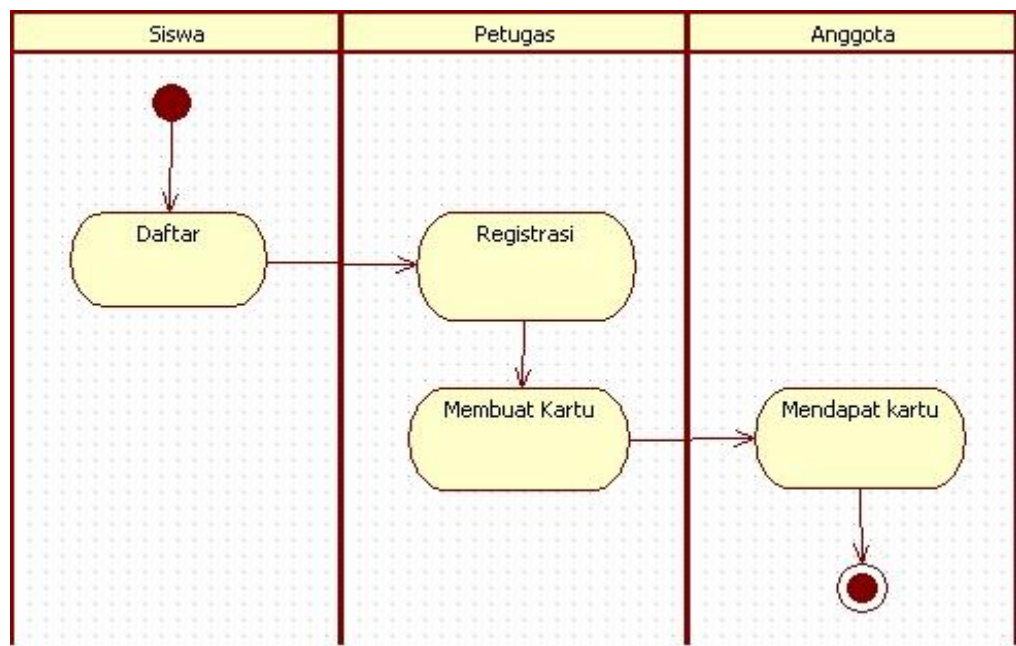 Siswa
Petugas
Anggota
Daftar
Registrasi
Membuat Kartu
Mendapat kartu